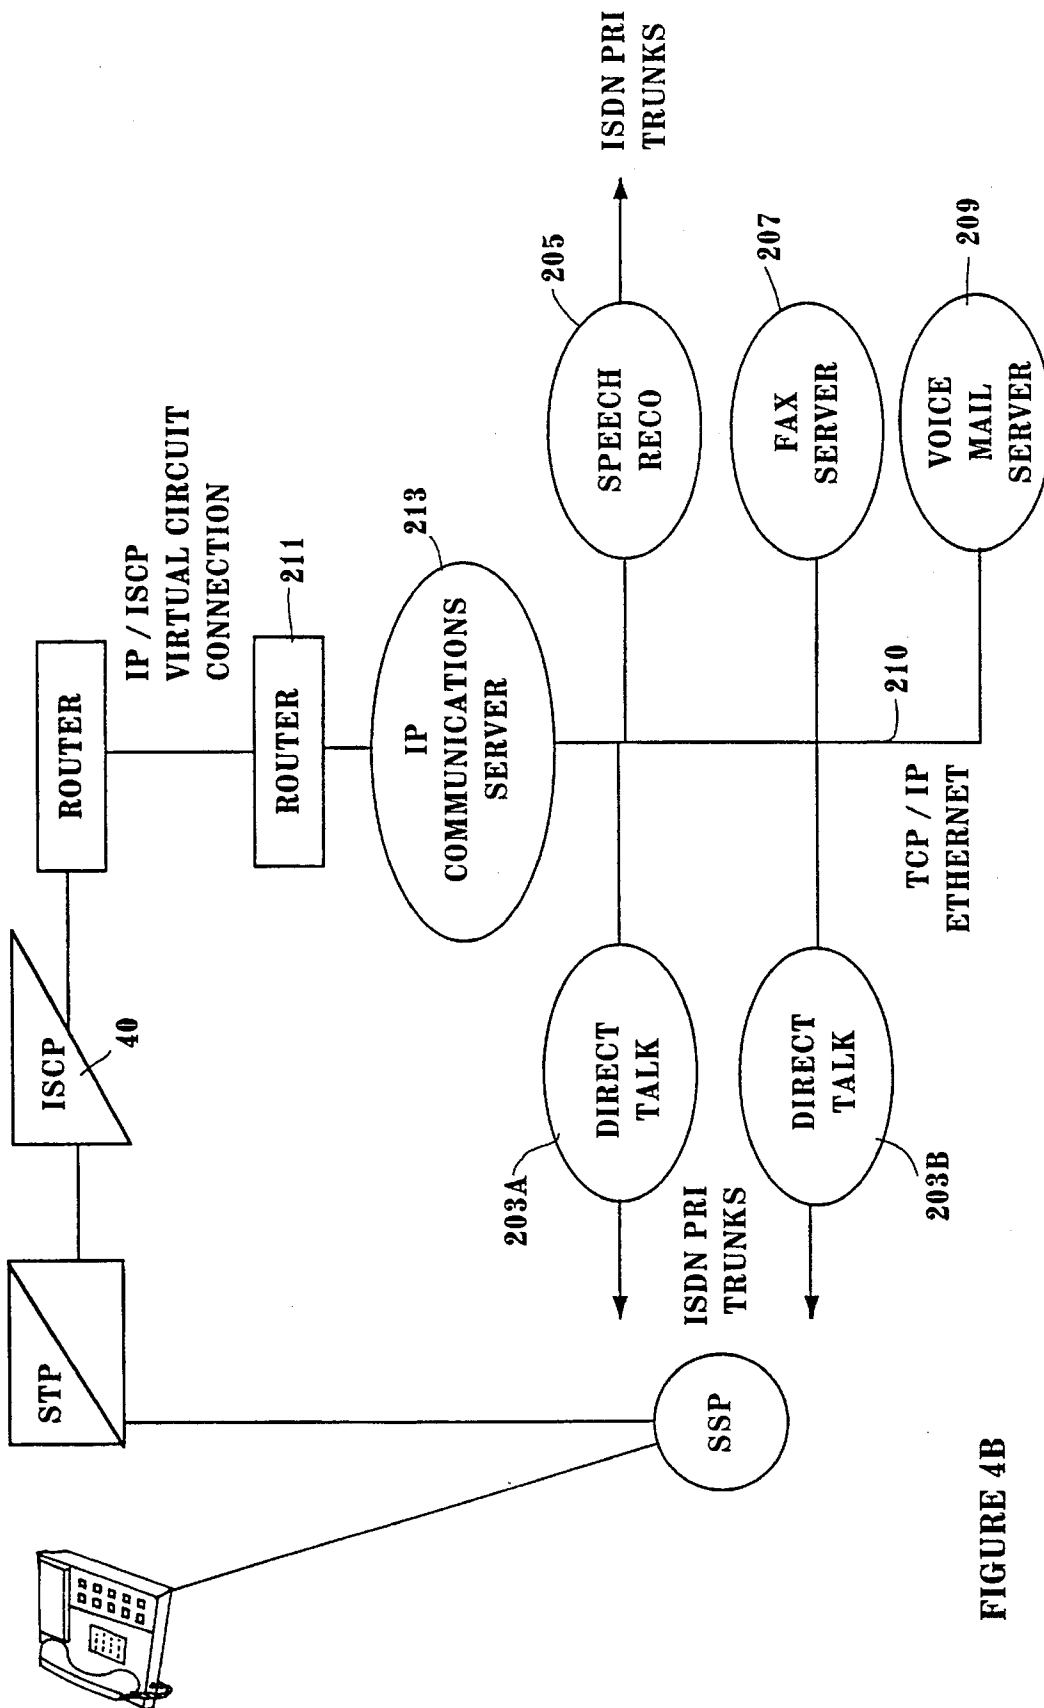 STP
ISCP
40
ROUTER
IP / ISCP
VIRTUAL CIRCUIT
CONNECTION
ROUTER
211
IP
COMMUNICATIONS
SERVER
213
SSP
ISDN PRI
TRUNKS
203A
DIRECT
TALK
203B
DIRECT
TALK
TCP / IP
ETHERNET
210
SPEECH
RECO
205
ISDN PRI
TRUNKS
FAX
SERVER
207
VOICE
MAIL
SERVER
209
FIGURE 4B